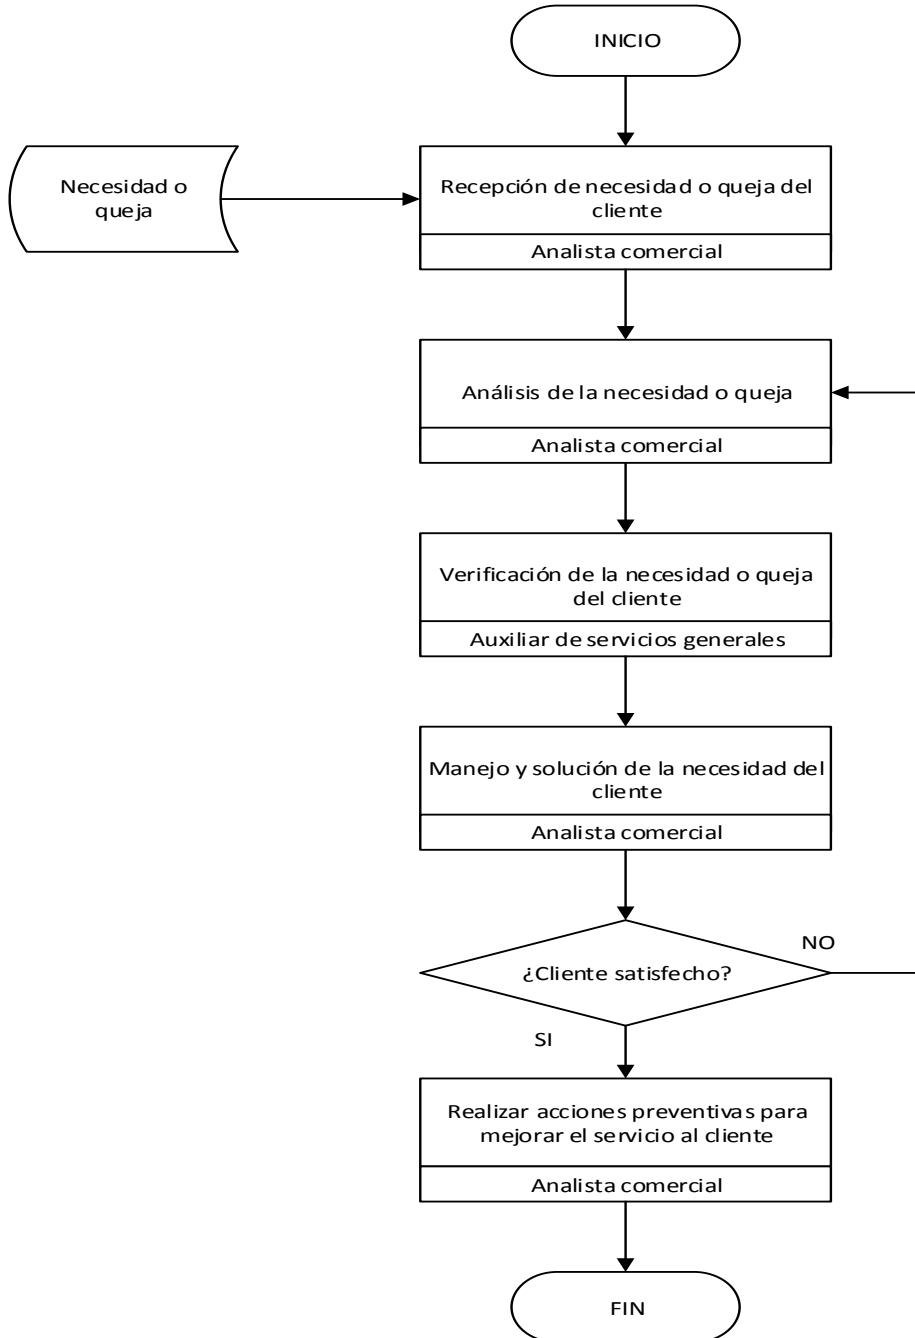 INICIO
Necesidad o
queja
Recepción de necesidad o queja del
cliente
Analista comercial
Análisis de la necesidad o queja
Analista comercial
Verificación de la necesidad o queja
del cliente
Auxiliar de servicios generales
Manejo y solución de la necesidad del
cliente
Analista comercial
¿Cliente satisfecho?
NO
SI
Realizar acciones preventivas para
mejorar el servicio al cliente
Analista comercial
FIN